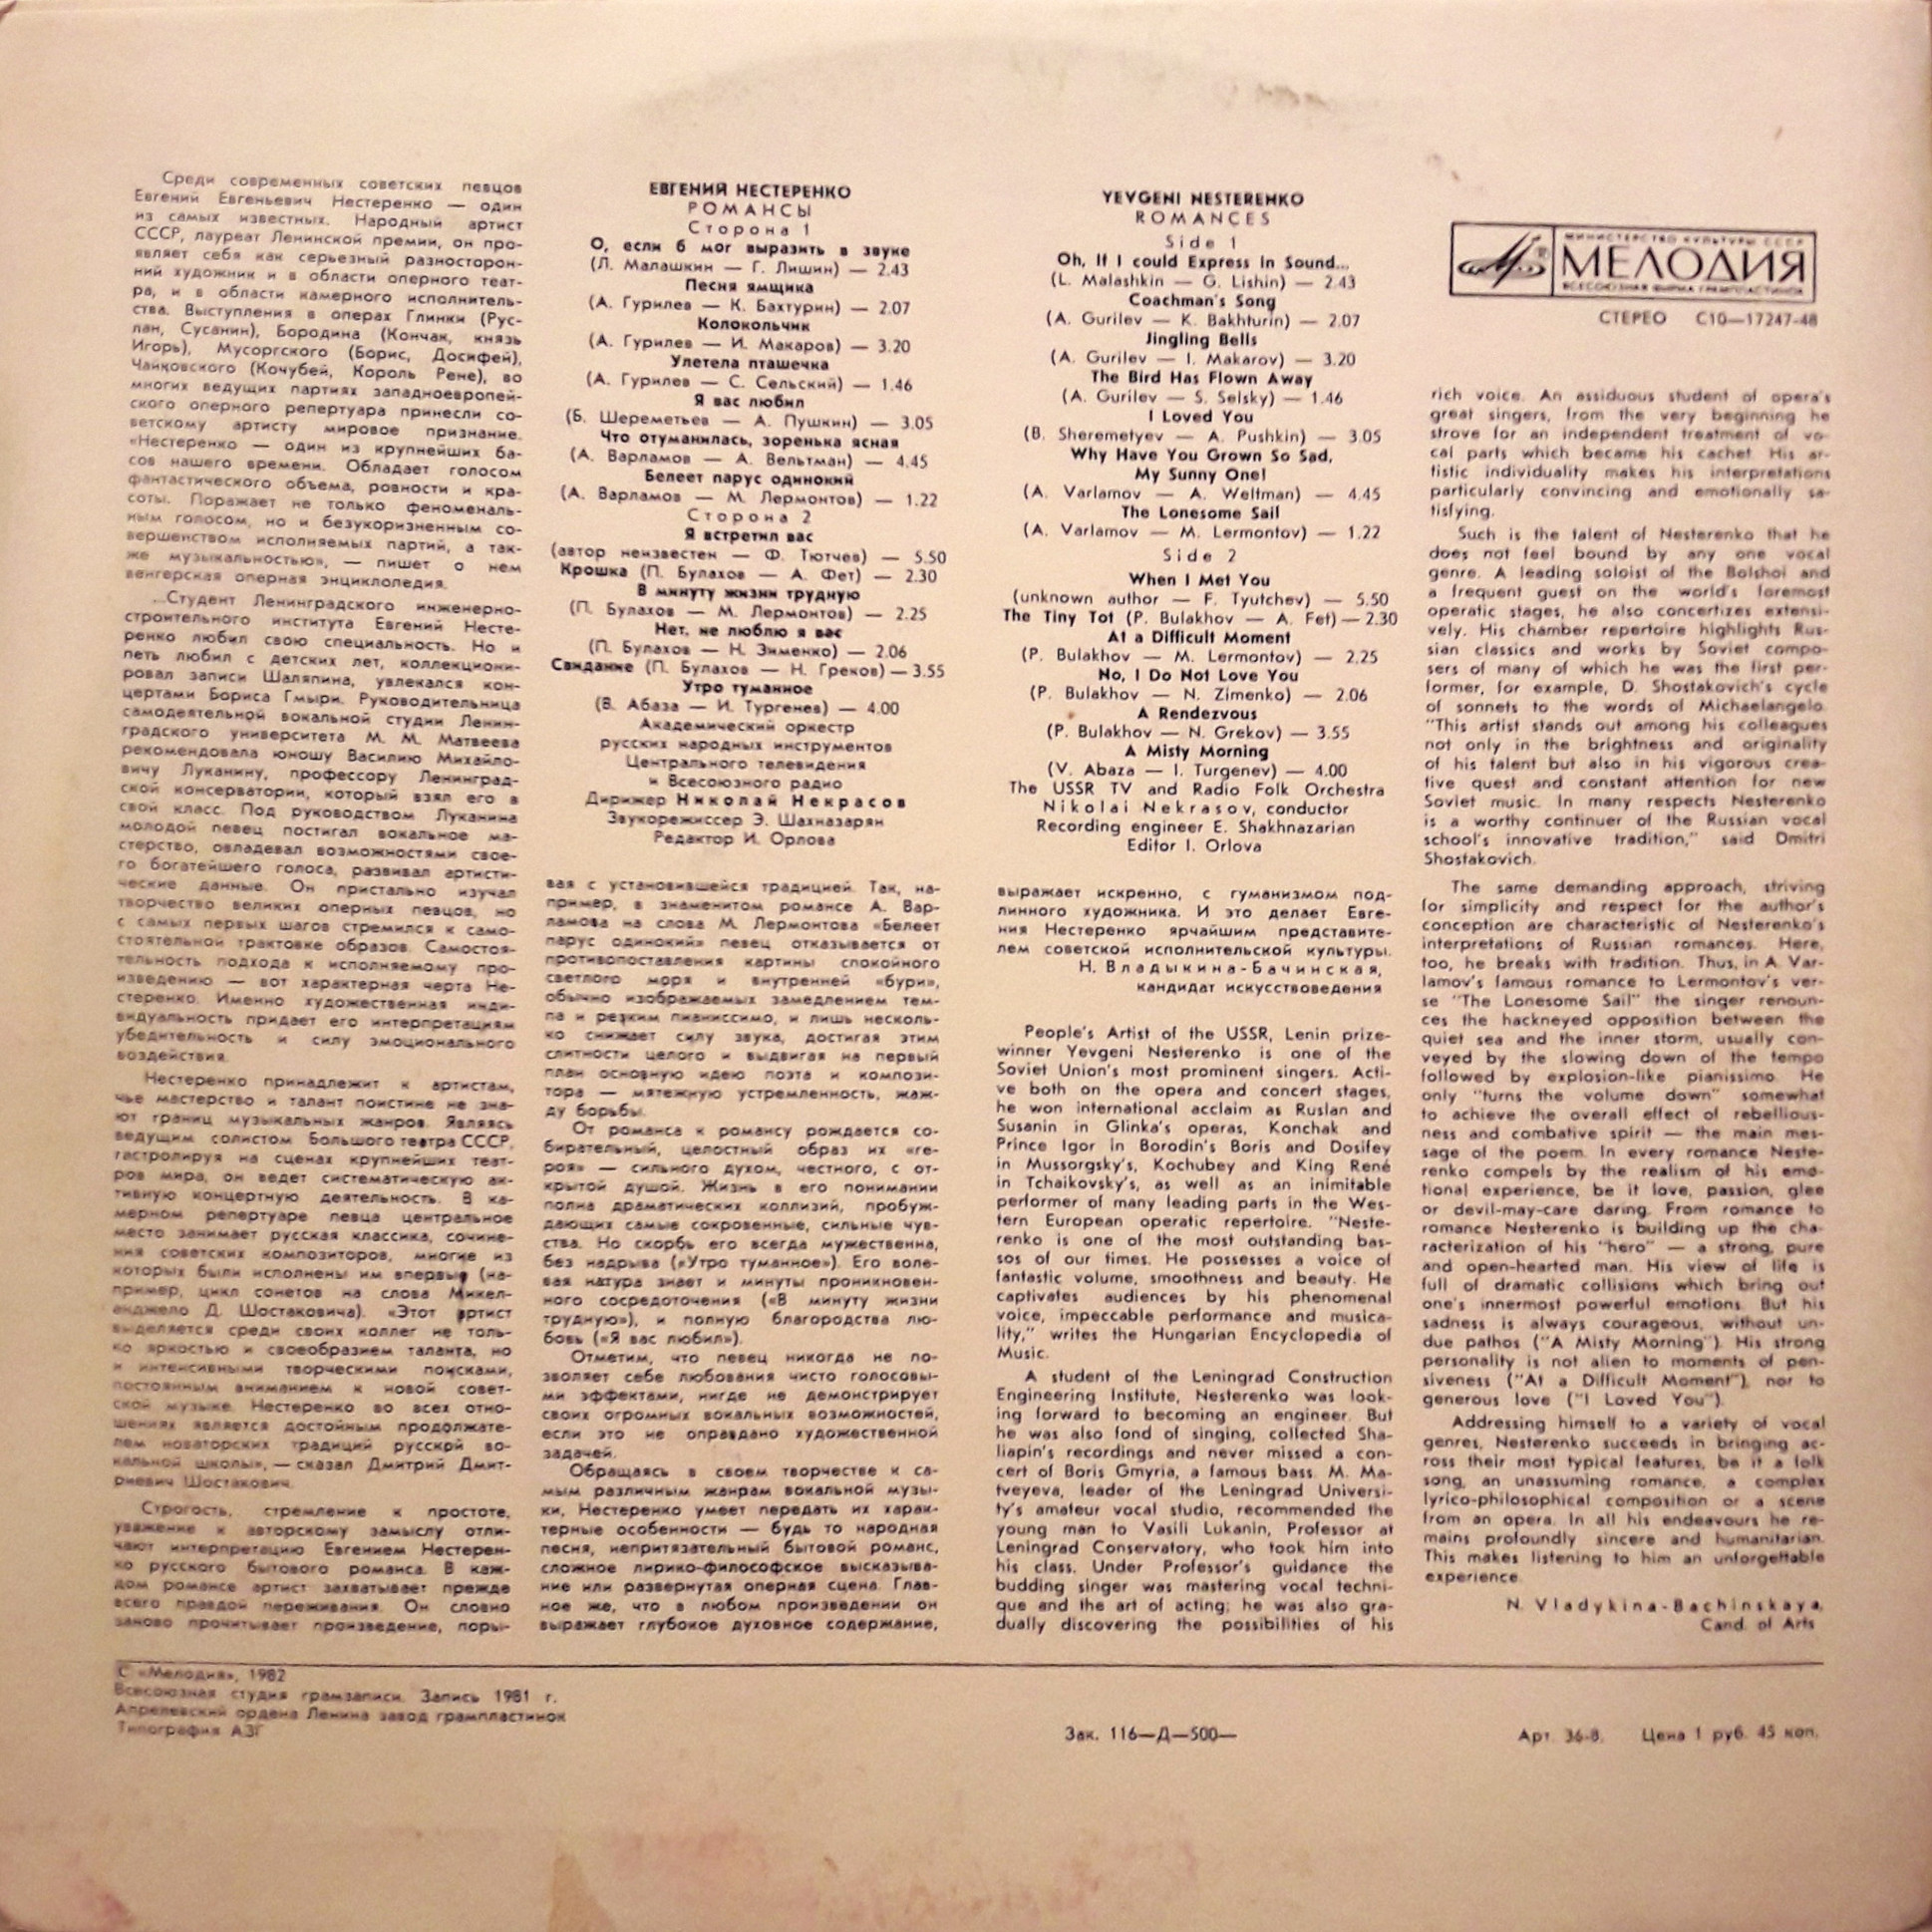 Среди современных советских певцов
Евгений Евгеньевич Нестеренко — один
из самых известных. Народный артист
СССР, лауреат Ленинской премии, он про-
являет себя как серьезный разносторон-
ний художник и в области оперного теат-
ра, и в области камерного исполнитель-
ства. Выступления в операх Глинки (Рус-
лан, Сусанин), Бородина (Кончак, князь
Игорь), Мусоргского (Борис, Досифей),
Чайковского (Кочубей, Король Рене), во
многих ведущих партиях западноевропей-
ского оперного репертуара принесли со-
ветскому артисту мировое признание.
«Нестеренко — один из крупнейших ба-
сов нашего времени. Обладает голосом
фантастического объема, ровности и кра-
соты. Поражает не только феноменаль-
ным голосом, но и безукоризненным со-
вершенством исполняемых партий, а так-
же музыкальностью», — пишет о нем
венгерская оперная энциклопедия.
...Студент Ленинградского инженерно-
строительного института Евгений Несте-
ренко любил свою специальность. Но и
петь любил с детских лет, коллекциони-
ровал записи Шаляпина, увлекался кон-
цертами Бориса Гмыри. Руководительница
самодеятельной вокальной студии Ленин-
градского университета М. М. Матвеева
рекомендовала юношу Василию Михайло-
вичу Луканину, профессору Ленинград-
ской консерватории, который взял его в
свой класс. Под руководством Луканина
молодой певец постигал вокальное ма-
стерство, овладевал возможностями свое-
го богатейшего голоса, развивал артисти-
ческие данные. Он пристально изучал
творчество великих оперных певцов, но
с самых первых шагов стремился к само-
стоятельной трактовке образов. Самостоя-
тельность подхода к исполняемому про-
изведению — вот характерная черта Не-
стеренко. Именно художественная инди-
видуальность придает его интерпретациям
убедительность и силу эмоционального
воздействия.
Нестеренко принадлежит к артистам,
чье мастерство и талант поистине не зна-
ют границ музыкальных жанров. Являясь
ведущим солистом Большого театра СССР,
гастролируя на сценах крупнейших теат-
ров мира, он ведет систематическую ак-
тивную концертную деятельность. В ка-
мерном репертуаре певца центральное
место занимает русская классика, сочине-
ния советских композиторов, многие из
которых были исполнены им впервые (на-
пример, цикл сонетов на слова Микел-
анджело Д. Шостаковича). «Этот артист
выделяется среди своих коллег не толь-
ко яркостью и своеобразием таланта, но
и интенсивными творческими поисками,
постоянным вниманием к новой совет-
ской музыке. Нестеренко во всех отно-
шениях является достойным продолжате-
лем новаторских традиций русской во-
кальной школы», — сказал Дмитрий Дмит-
риевич Шостакович.
Строгость, стремление к простоте,
уважение к авторскому замыслу отли-
чают интерпретацию Евгением Нестерен-
ко русского бытового романса. В каж-
дом романсе артист захватывает прежде
всего правдой переживания. Он словно
заново прочитывает произведение, поры-
ЕВГЕНИЙ НЕСТЕРЕНКО
РОМАНСЫ
Сторона 1
О, если б мог выразить в звуке
(Л. Малашкин — Г. Лишин) — 2.43
Песня ямщика
(А. Гурилев — К. Бахтурин) — 2.07
Колокольчик
(А. Гурилев — И. Макаров) — 3.20
Улетела пташечка
(А. Гурилев — С. Сельский) — 1.46
Я вас любил
(Б. Шереметьев — А. Пушкин) — 3.05
Что отуманилась, зоренька ясная
(А. Варламов — А. Вельтман) — 4.45
Белеет парус одинокий
(А. Варламов — М. Лермонтов) — 1.22
Сторона 2
Я встретил вас
(автор неизвестен — Ф. Тютчев) — 5.50
Крошка (П. Булахов — А. Фет) — 2.30
В минуту жизни трудную
(П. Булахов — М. Лермонтов) — 2.25
Нет, не люблю я вас
(П. Булахов — Н. Зименко) — 2.06
Свидание (П. Булахов — Н. Греков) — 3.55
Утро туманное
(В. Абаза — И. Тургенев) — 4.00
Академический оркестр
русских народных инструментов
Центрального телевидения
и Всесоюзного радио
Дирижер Николай Некрасов
Звукорежиссер Э. Шахназарян
Редактор И. Орлова
вая с установившейся традицией. Так, на-
пример, в знаменитом романсе А. Вар-
ламова на слова М. Лермонтова «Белеет
парус одинокий» певец отказывается от
противопоставления картины спокойного
светлого моря и внутренней «бури»,
обычно изображаемых замедлением тем-
па и резким пианиссимо, и лишь несколь-
ко снижает силу звука, достигая этим
слитности целого и выдвигая на первый
план основную идею поэта и компози-
тора — мятежную устремленность, жаж-
ду борьбы.
От романса к романсу рождается со-
бирательный, целостный образ их «ге-
роя» — сильного духом, честного, с от-
крытой душой. Жизнь в его понимании
полна драматических коллизий, пробуж-
дающих самые сокровенные, сильные чув-
ства. Но скорбь его всегда мужественна,
без надрыва («Утро туманное»). Его воле-
вая натура знает и минуты проникновен-
ного сосредоточения («В минуту жизни
трудную»), и полную благородства лю-
бовь («Я вас любил»).
Отметим, что певец никогда не по-
зволяет себе любования чисто голосовы-
ми эффектами, нигде не демонстрирует
своих огромных вокальных возможностей,
если это не оправдано художественной
задачей.
Обращаясь в своем творчестве к са-
мым различным жанрам вокальной музы-
ки, Нестеренко умеет передать их харак-
терные особенности — будь то народная
песня, непритязательный бытовой романс,
сложное лирико-философское высказыва-
ние или развернутая оперная сцена. Глав-
ное же, что в любом произведении он
выражает глубокое духовное содержание,
YEVGENI NESTERENKO
ROMANCES
Side 1
Oh, If I could Express In Sound...
(L. Malashkin — G. Lishin) — 2.43
Coachman's Song
(A. Gurilev — K. Bakhturin) — 2.07
Jingling Bells
(A. Gurilev — I. Makarov) — 3.20
The Bird Has Flown Away
(A. Gurilev — S. Selsky) — 1.46
I Loved You
(B. Sheremetyev — A. Pushkin) — 3.05
Why Have You Grown So Sad,
My Sunny One!
(A. Varlamov — A. Weltman) — 4.45
The Lonesome Sail
(A. Varlamov — M. Lermontov) — 1.22
Side 2
When I Met You
(unknown author — F. Tyutchev) — 5.50
The Tiny Tot (P. Bulakhov — A. Fet) — 2.30
At a Difficult Moment
(P. Bulakhov — M. Lermontov) — 2.25
No, I Do Not Love You
(P. Bulakhov — N. Zimenko) — 2.06
A Rendezvous
(P. Bulakhov — N. Grekov) — 3.55
A Misty Morning
(V. Abaza — I. Turgenev) — 4.00
The USSR TV and Radio Folk Orchestra
Nikolai Nekrasov, conductor
Recording engineer E. Shakhnazarian
Editor I. Orlova
выражает искренно, с гуманизмом под-
линного художника. И это делает Евге-
ния Нестеренко ярчайшим представите-
лем советской исполнительской культуры.
Н. Владыкина-Бачинская,
кандидат искусствоведения
People's Artist of the USSR, Lenin prize-
winner Yevgeni Nesterenko is one of the
Soviet Union's most prominent singers. Acti-
ve both on the opera and concert stages,
he won international acclaim as Ruslan and
Susanin in Glinka's operas, Konchak and
Prince Igor in Borodin's Boris and Dosifey
in Mussorgsky's, Kochubey and King René
in Tchaikovsky's, as well as an inimitable
performer of many leading parts in the Wes-
tern European operatic repertoire. "Neste-
renko is one of the most outstanding bas-
sos of our times. He possesses a voice of
fantastic volume, smoothness and beauty. He
captivates audiences by his phenomenal
voice, impeccable performance and musica-
lity," writes the Hungarian Encyclopedia of
Music.
A student of the Leningrad Construction
Engineering Institute, Nesterenko was look-
ing forward to becoming an engineer. But
he was also fond of singing, collected Sha-
liapin's recordings and never missed a con-
cert of Boris Gmyria, a famous bass. M. Ma-
tveyeva, leader of the Leningrad Universi-
ty's amateur vocal studio, recommended the
young man to Vasili Lukanin, Professor at
Leningrad Conservatory, who took him into
his class. Under Professor's guidance the
budding singer was mastering vocal techni-
que and the art of acting; he was also gra-
dually discovering the possibilities of his
МИНИСТЕРСТВО КУЛЬТУРЫ СССР
МЕЛОДИЯ
ВСЕСОЮЗНАЯ ФИРМА ГРАМПЛАСТИНОК
СТЕРЕО С10—17247-48
rich voice. An assiduous student of opera's
great singers, from the very beginning he
strove for an independent treatment of vo-
cal parts which became his cachet. His ar-
tistic individuality makes his interpretations
particularly convincing and emotionally sa-
tisfying.
Such is the talent of Nesterenko that he
does not feel bound by any one vocal
genre. A leading soloist of the Bolshoi and
a frequent guest on the world's foremost
operatic stages, he also concertizes extensi-
vely. His chamber repertoire highlights Rus-
sian classics and works by Soviet compo-
sers of many of which he was the first per-
former, for example, D. Shostakovich's cycle
of sonnets to the words of Michaelangelo.
"This artist stands out among his colleagues
not only in the brightness and originality
of his talent but also in his vigorous crea-
tive quest and constant attention for new
Soviet music. In many respects Nesterenko
is a worthy continuer of the Russian vocal
school's innovative tradition," said Dmitri
Shostakovich.
The same demanding approach, striving
for simplicity and respect for the author's
conception are characteristic of Nesterenko's
interpretations of Russian romances. Here,
too, he breaks with tradition. Thus, in A. Var-
lamov's famous romance to Lermontov's ver-
se "The Lonesome Sail" the singer renoun-
ces the hackneyed opposition between the
quiet sea and the inner storm, usually con-
veyed by the slowing down of the tempo
followed by explosion-like pianissimo. He
only "turns the volume down" somewhat
to achieve the overall effect of rebellious-
ness and combative spirit — the main mes-
sage of the poem. In every romance Neste-
renko compels by the realism of his emo-
tional experience, be it love, passion, glee
or devil-may-care daring. From romance to
romance Nesterenko is building up the cha-
racterization of his "hero" — a strong, pure
and open-hearted man. His view of life is
full of dramatic collisions which bring out
one's innermost powerful emotions. But his
sadness is always courageous, without un-
due pathos ("A Misty Morning"). His strong
personality is not alien to moments of pen-
siveness ("At a Difficult Moment"), nor to
generous love ("I Loved You").
Addressing himself to a variety of vocal
genres, Nesterenko succeeds in bringing ac-
ross their most typical features, be it a folk
song, an unassuming romance, a complex
lyrico-philosophical composition or a scene
from an opera. In all his endeavours he re-
mains profoundly sincere and humanitarian.
This makes listening to him an unforgettable
experience.
N. Vladykina-Bachinskaya,
Cand. of Arts
С «Мелодия», 1982
Всесоюзная студия грамзаписи. Запись 1981 г.
Апрелевский ордена Ленина завод грампластинок
Типография АЗГ
Зак. 116—Д—500—
Арт. 36-8. Цена 1 руб. 45 коп.